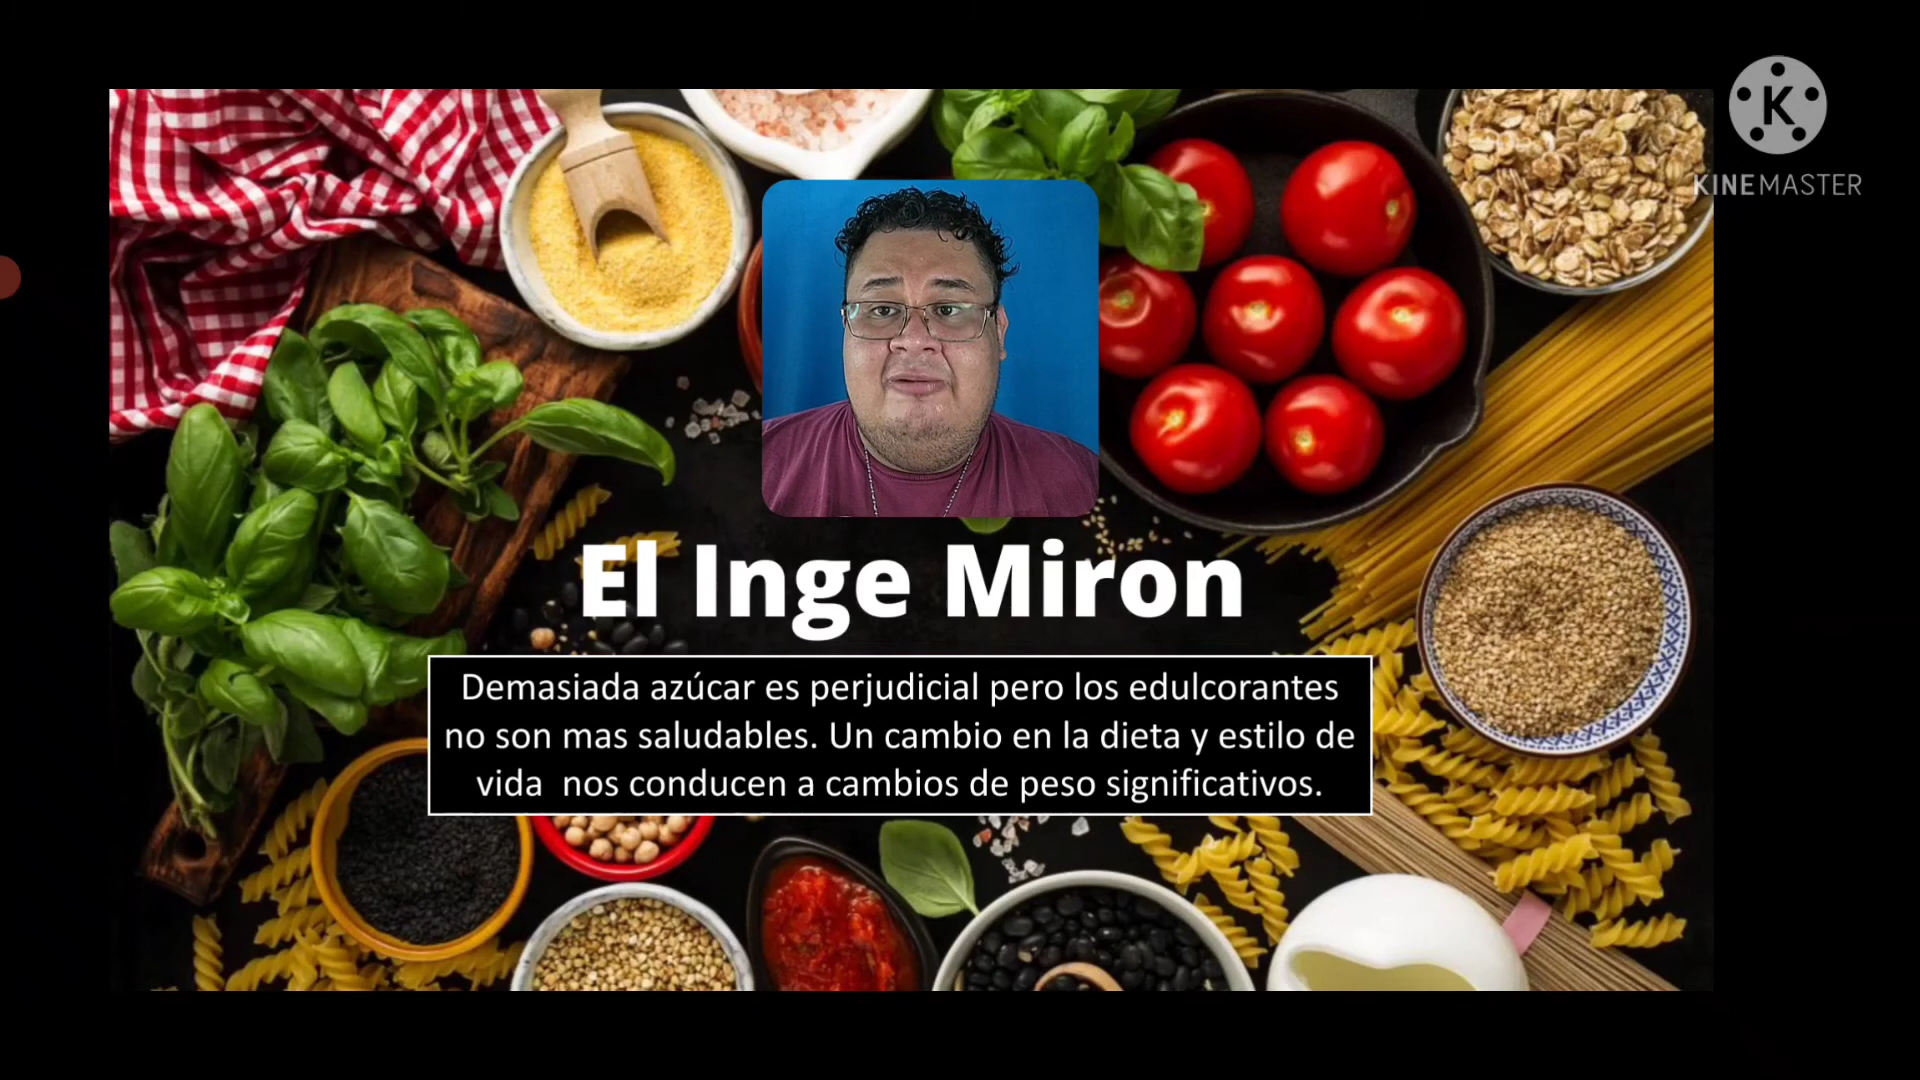 K
KINEMASTER
El Inge Miron
Demasiada azúcar es perjudicial pero los edulcorantes
no son mas saludables. Un cambio en la dieta y estilo de
vida  nos conducen a cambios de peso significativos.